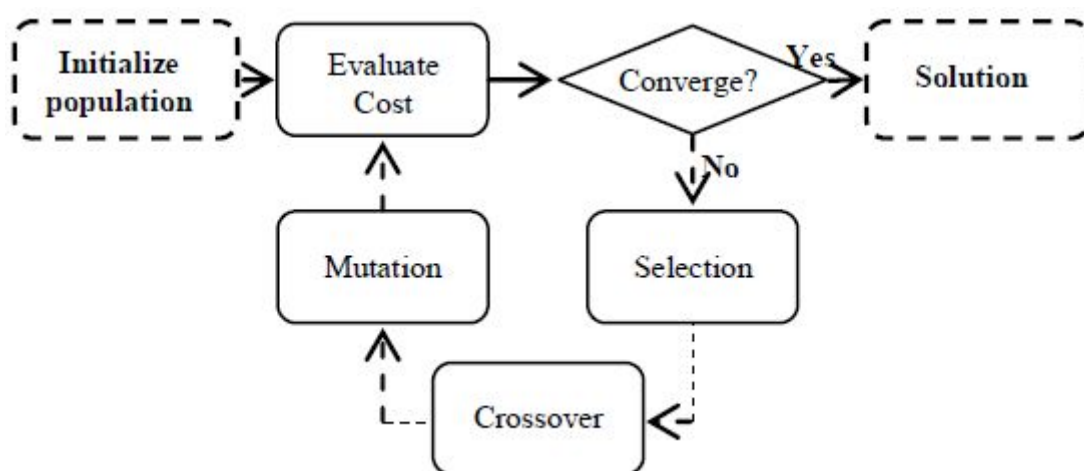 Initialize
population
Evaluate
Cost
Converge?
Yes
Solution
No
Mutation
Selection
Crossover